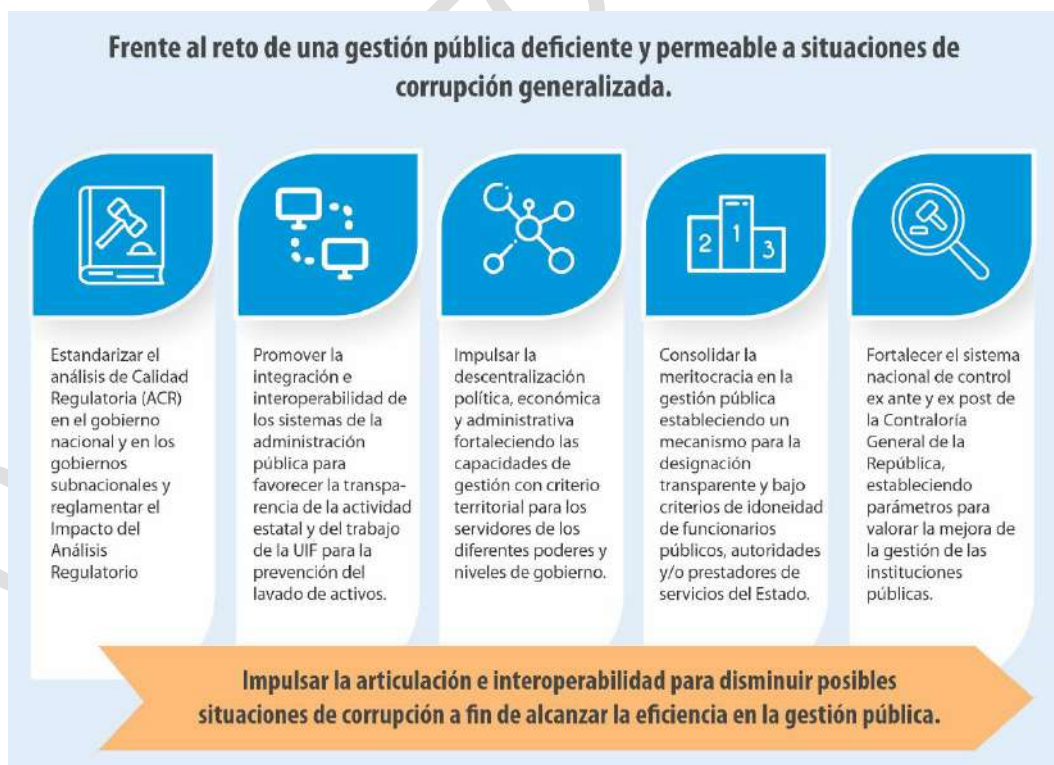 Frente al reto de una gestión pública deficiente y permeable a situaciones de
corrupción generalizada.
Estandarizar el
análisis de Calidad
Regulatoria (ACR)
en el gobierno
nacional y en los
gobiernos
subnacionales y
reglamentar el
Impacto del
Análisis
Regulatorio
Promover la
integración e
interoperabilidad de
los sistemas de la
administración
pública para
favorecer la transpa-
rencia de la actividad
estatal y del trabajo
de la UIF para la
prevención del
lavado de activos.
Impulsar la
descentralización
política, económica
y administrativa
fortaleciendo las
capacidades de
gestión con criterio
territorial para los
servidores de los
diferentes poderes y
niveles de gobierno.
2 1 3
Consolidar la
meritocracia en la
gestión pública
estableciendo un
mecanismo para la
designación
transparente y bajo
criterios de idoneidad
de funcionarios
públicos, autoridades
y/o prestadores de
servicios del Estado.
Fortalecer el sistema
nacional de control
ex ante y ex post de
la Contraloría
General de la
República,
estableciendo
parámetros para
valorar la mejora de
la gestión de las
instituciones
públicas.
Impulsar la articulación e interoperabilidad para disminuir posibles
situaciones de corrupción a fin de alcanzar la eficiencia en la gestión pública.